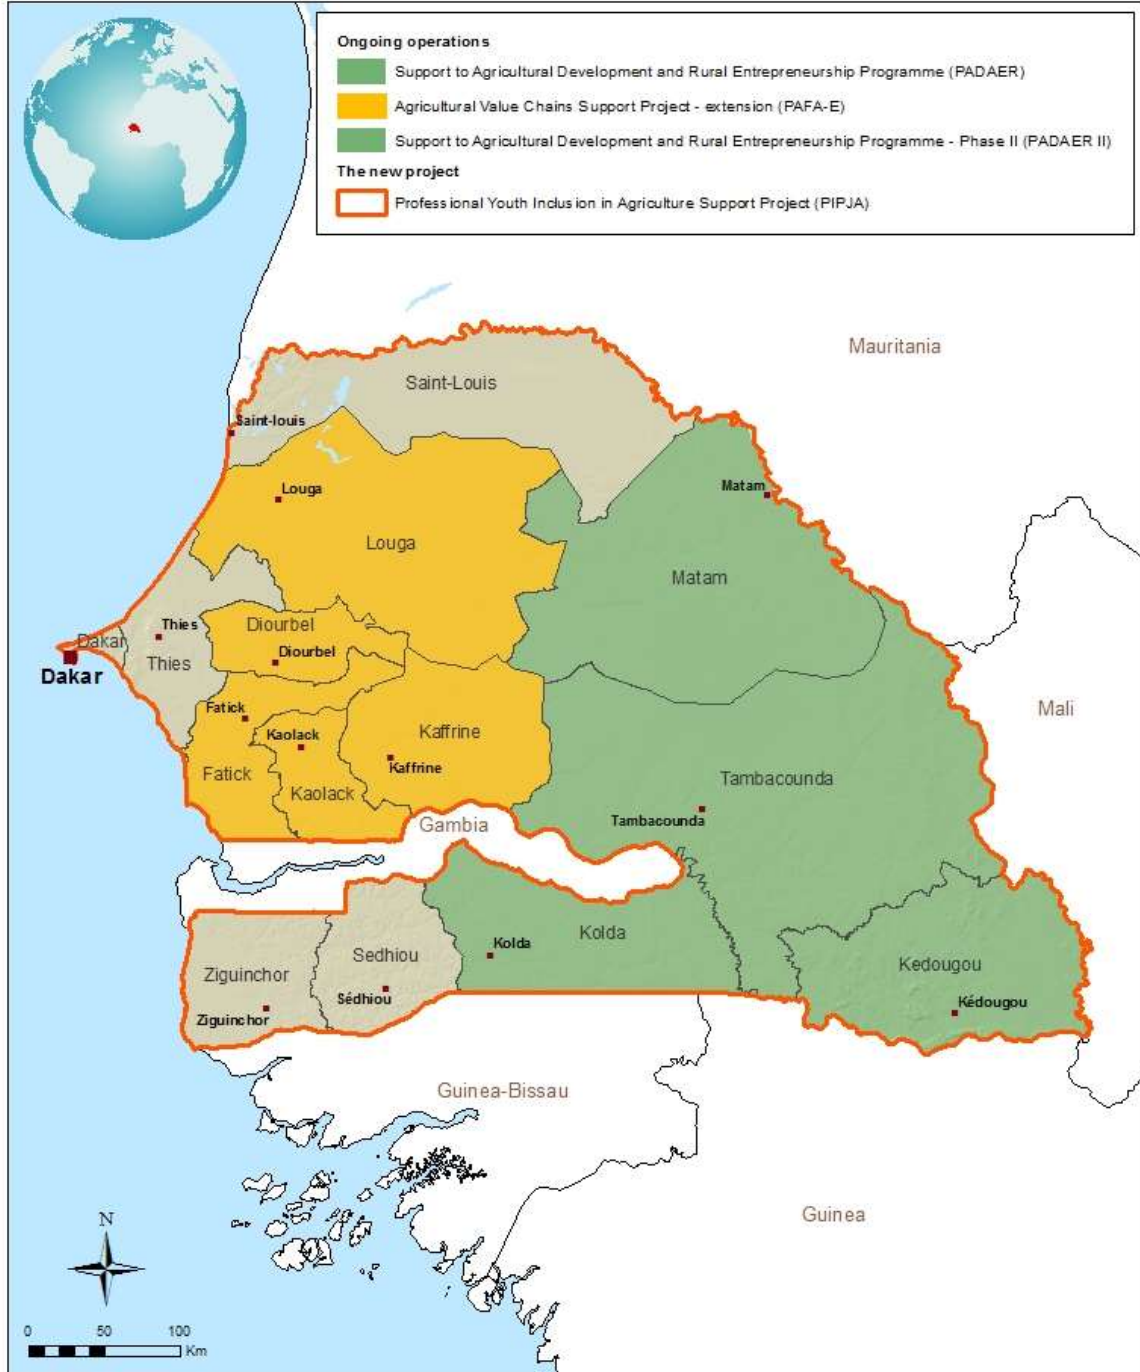 Ongoing operations
Support to Agricultural Development and Rural Entrepreneurship Programme (PADAER)
Agricultural Value Chains Support Project - extension (PAFA-E)
Support to Agricultural Development and Rural Entrepreneurship Programme - Phase II (PADAER II)
The new project
Professional Youth Inclusion in Agriculture Support Project (PIPJA)
Mauritania
Saint-Louis
Saint-louis
Louga
Matam
Louga
Matam
Diourbel
Thies
Dakar
Diourbel
Thies
Dakar
Mali
Fatick
Kaolack
Kaffrine
Kaffrine
Fatick
Tambacounda
Kaolack
Tambacounda
Gambia
Kolda
Kolda
Sedhiou
Kedougou
Ziguinchor
Sédhiou
Kédougou
Ziguinchor
Guinea-Bissau
Guinea
N
0 50 100
Km